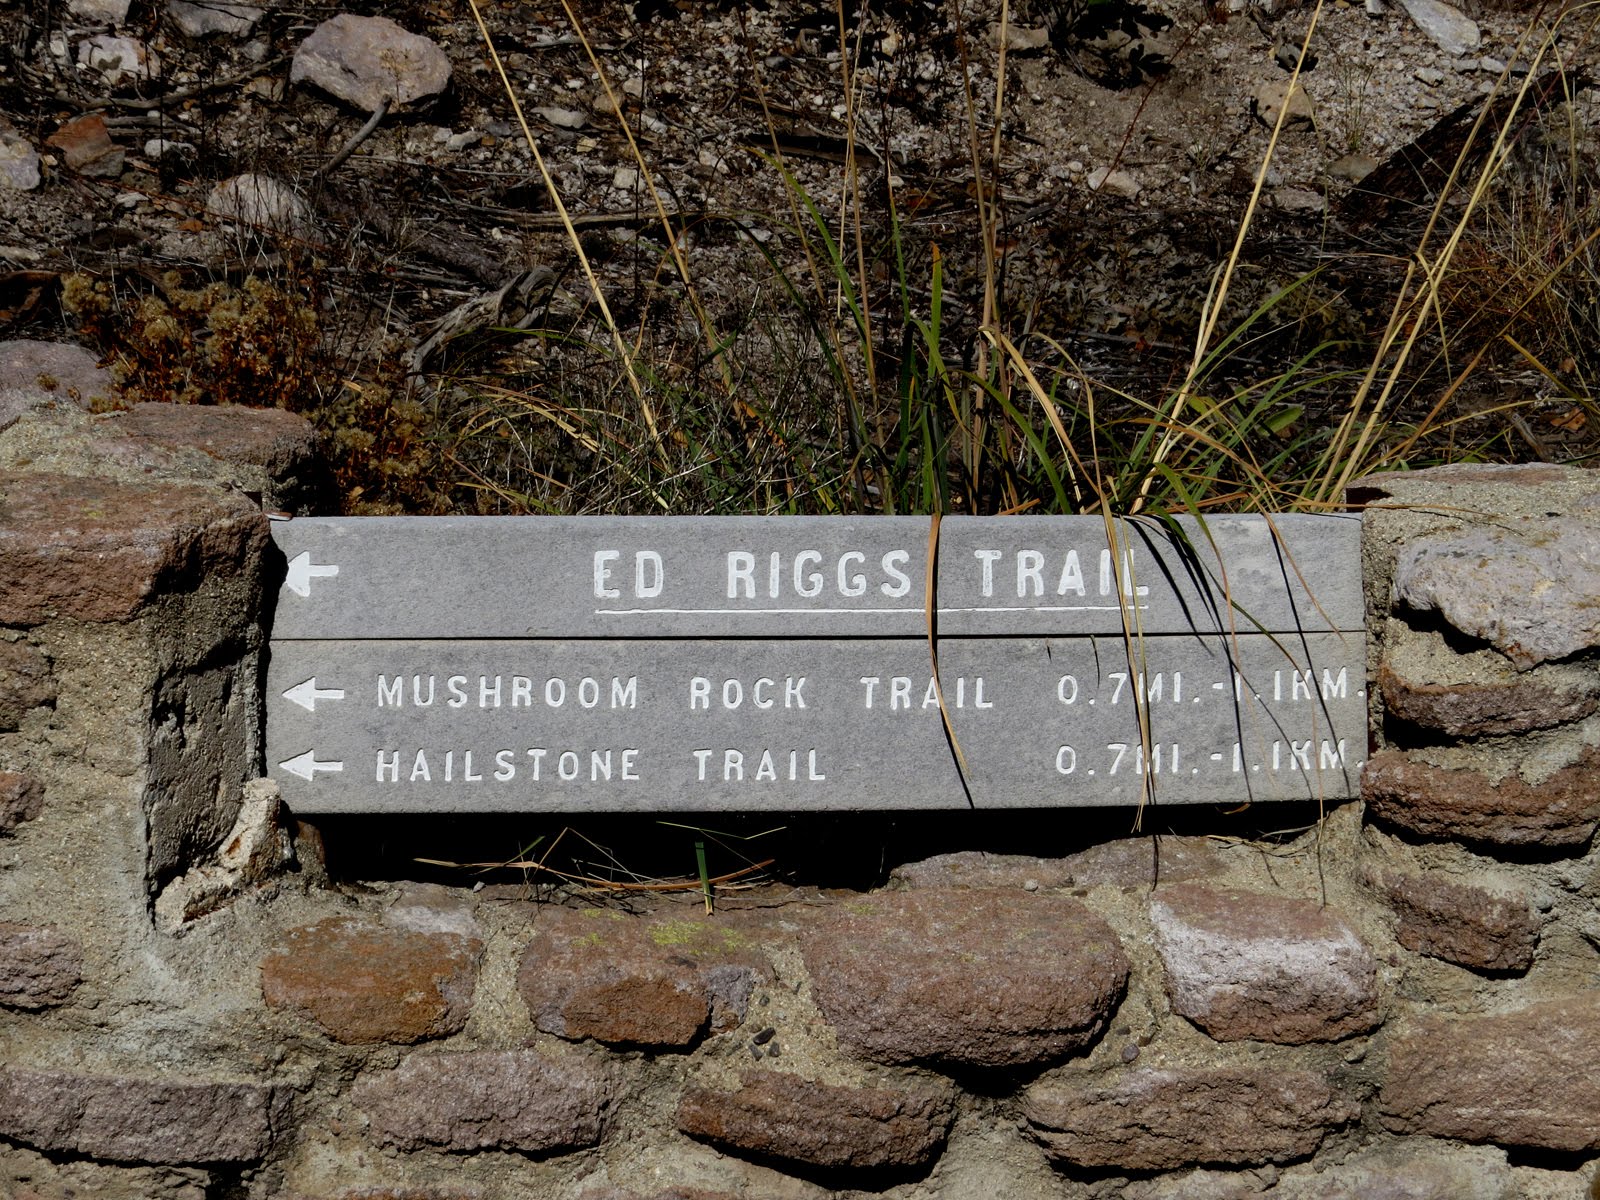 ← ED RIGGS TRAIL
← MUSHROOM ROCK TRAIL 0.7MI.-1.1KM.
← HAILSTONE TRAIL 0.7MI.-1.1KM.